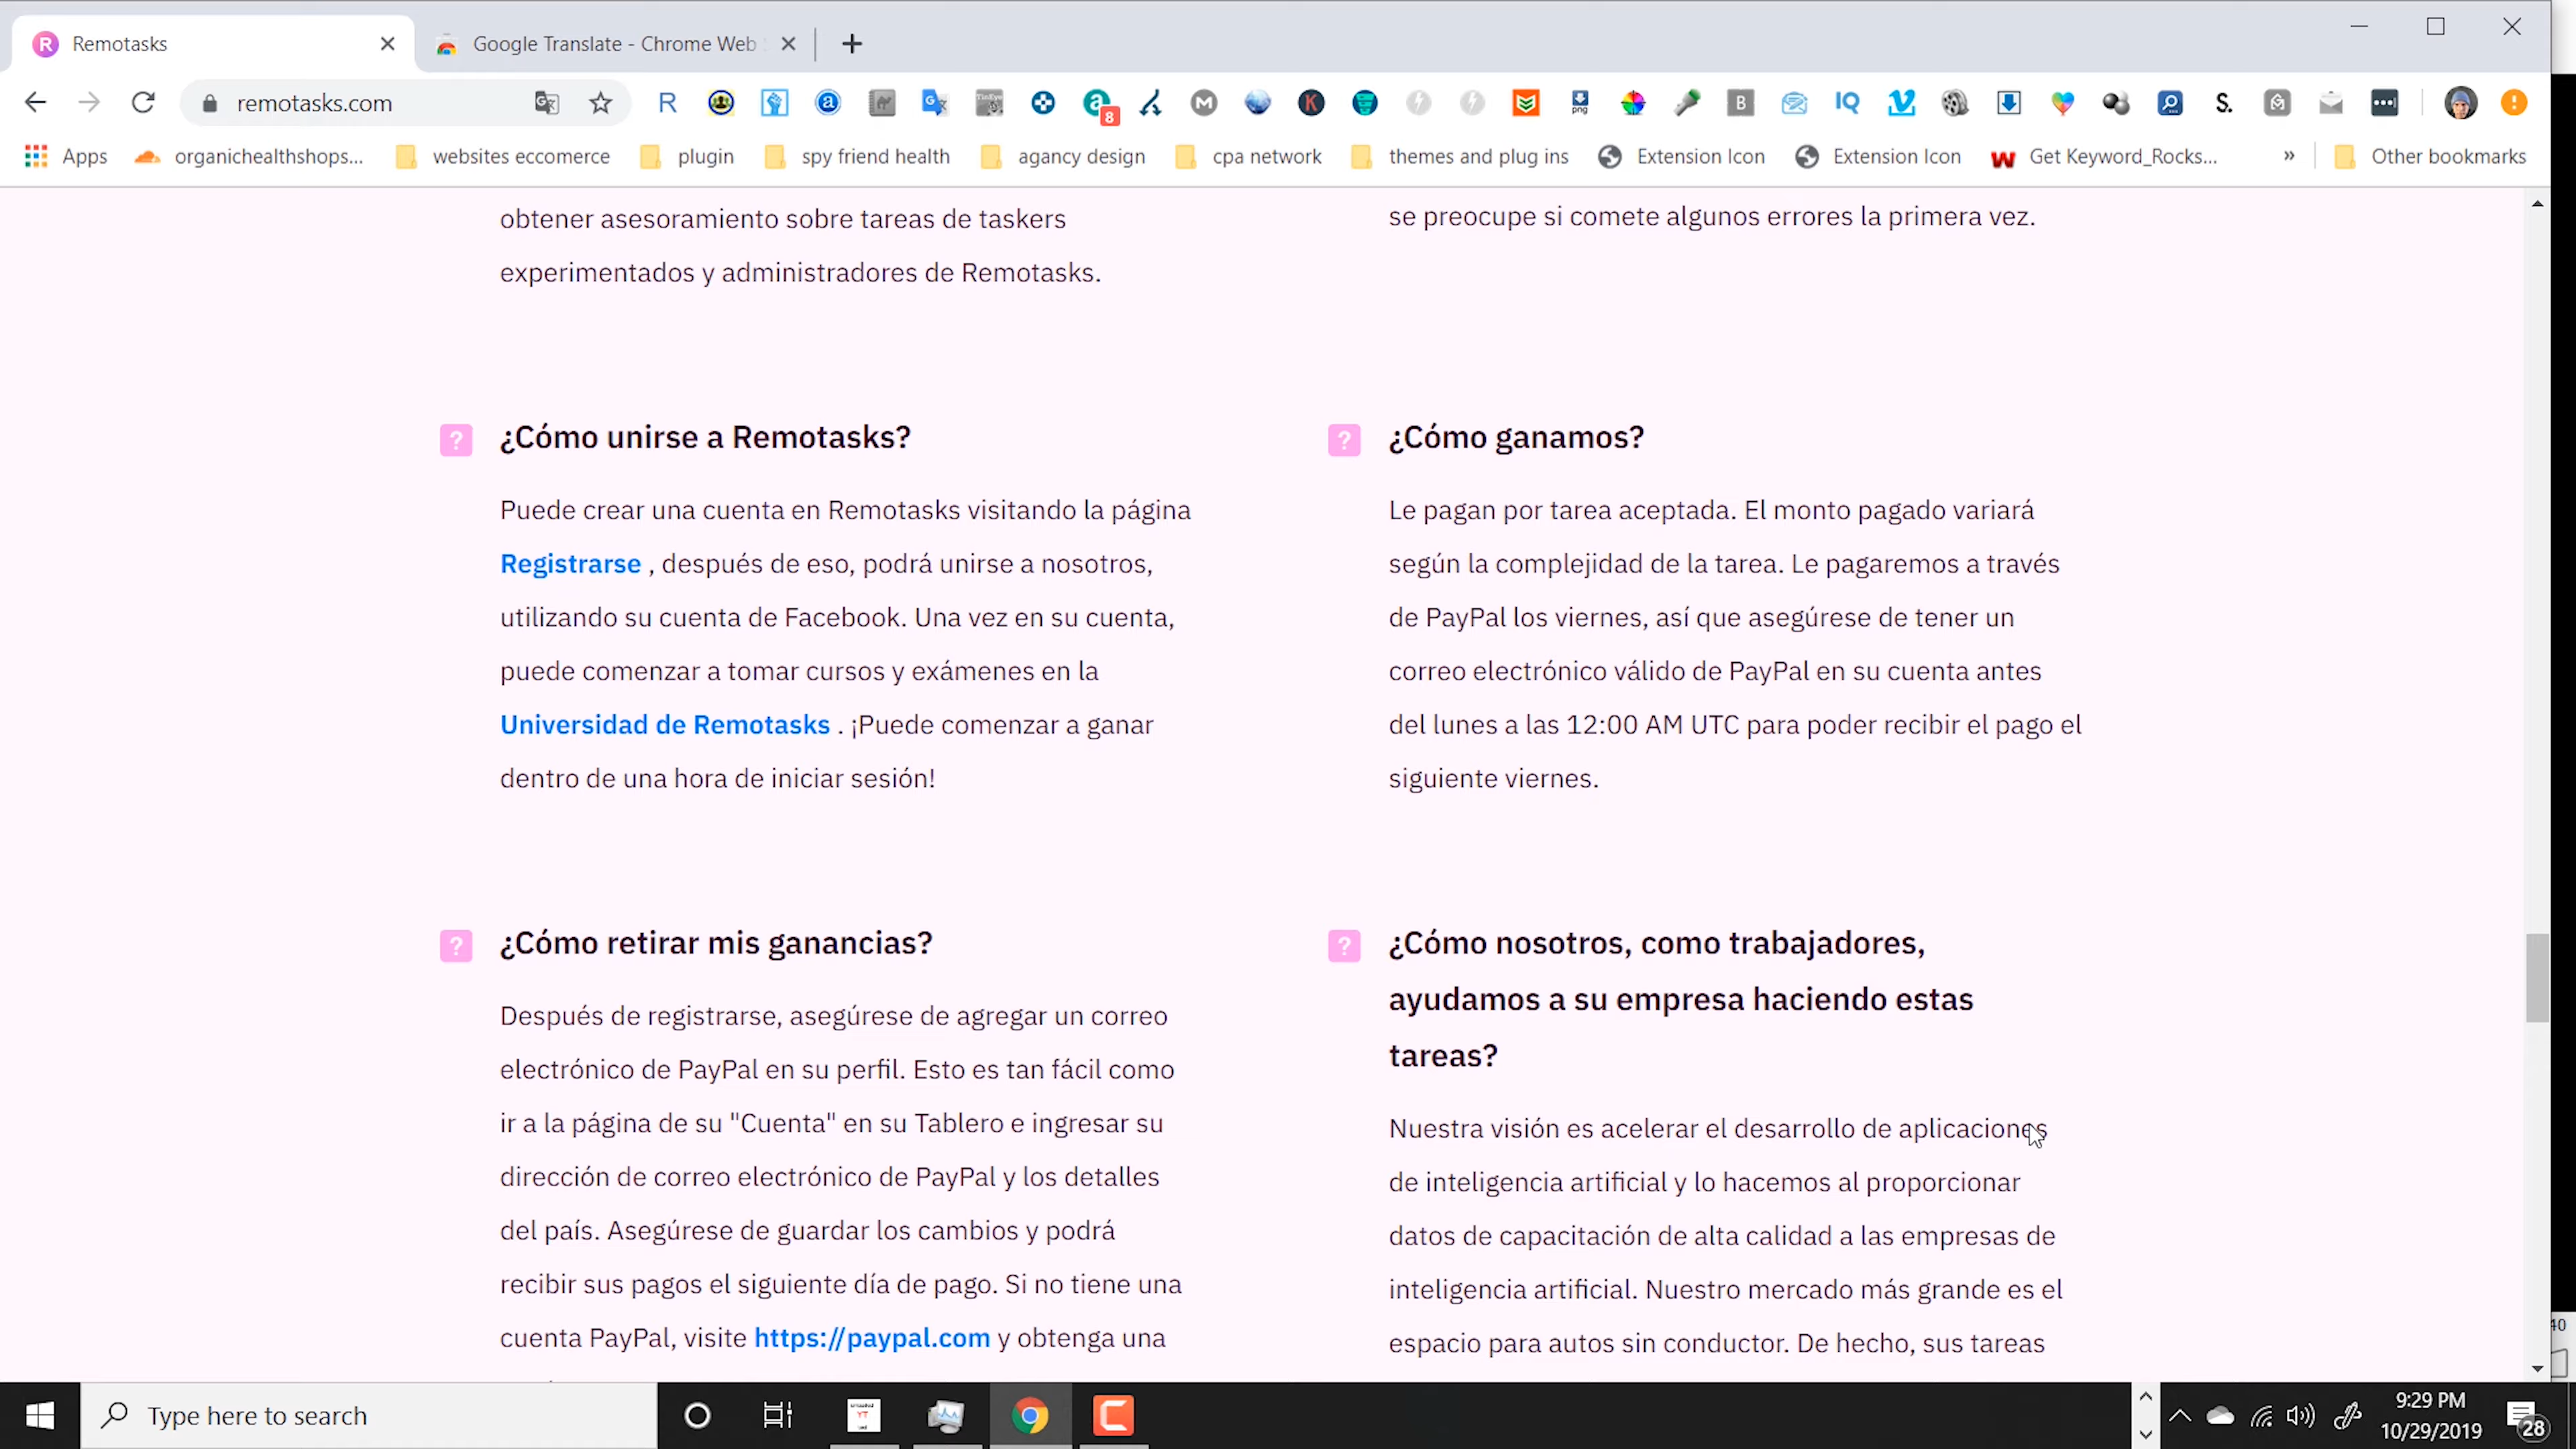 Remotasks
Google Translate - Chrome Web
remotasks.com
8
Apps
organichealthshops...
websites eccomerce
plugin
spy friend health
agancy design
cpa network
themes and plug ins
Extension Icon
Extension Icon
Get Keyword_Rocks...
»
Other bookmarks
obtener asesoramiento sobre tareas de taskers
experimentados y administradores de Remotasks.
se preocupe si comete algunos errores la primera vez.
¿Cómo unirse a Remotasks?
Puede crear una cuenta en Remotasks visitando la página
Registrarse , después de eso, podrá unirse a nosotros,
utilizando su cuenta de Facebook. Una vez en su cuenta,
puede comenzar a tomar cursos y exámenes en la
Universidad de Remotasks . ¡Puede comenzar a ganar
dentro de una hora de iniciar sesión!
¿Cómo ganamos?
Le pagan por tarea aceptada. El monto pagado variará
según la complejidad de la tarea. Le pagaremos a través
de PayPal los viernes, así que asegúrese de tener un
correo electrónico válido de PayPal en su cuenta antes
del lunes a las 12:00 AM UTC para poder recibir el pago el
siguiente viernes.
¿Cómo retirar mis ganancias?
Después de registrarse, asegúrese de agregar un correo
electrónico de PayPal en su perfil. Esto es tan fácil como
ir a la página de su "Cuenta" en su Tablero e ingresar su
dirección de correo electrónico de PayPal y los detalles
del país. Asegúrese de guardar los cambios y podrá
recibir sus pagos el siguiente día de pago. Si no tiene una
cuenta PayPal, visite https://paypal.com y obtenga una
¿Cómo nosotros, como trabajadores,
ayudamos a su empresa haciendo estas
tareas?
Nuestra visión es acelerar el desarrollo de aplicaciones
de inteligencia artificial y lo hacemos al proporcionar
datos de capacitación de alta calidad a las empresas de
inteligencia artificial. Nuestro mercado más grande es el
espacio para autos sin conductor. De hecho, sus tareas
Type here to search
9:29 PM
10/29/2019
28